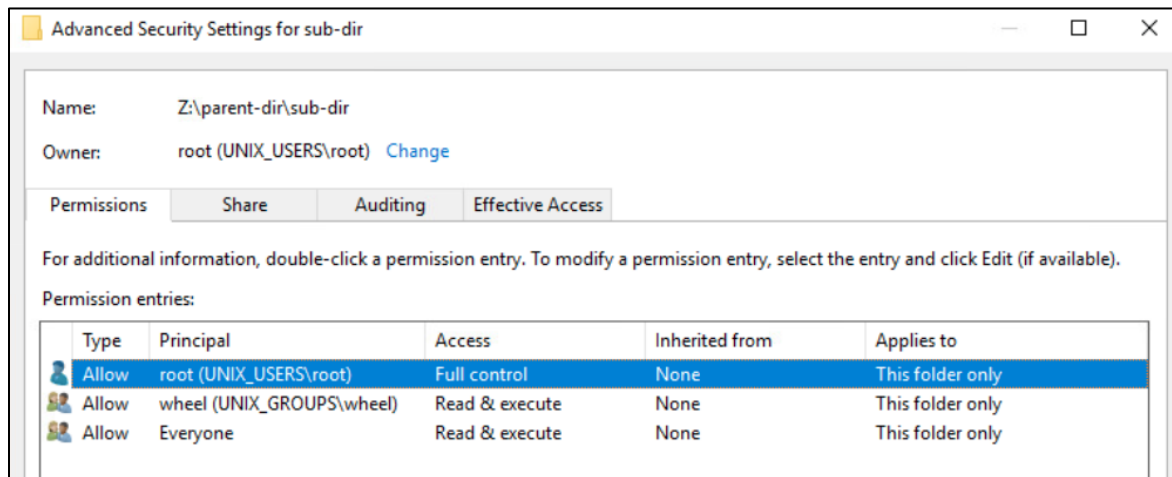 Advanced Security Settings for sub-dir
Name: Z:\parent-dir\sub-dir
Owner: root (UNIX_USERS\root) Change
Permissions Share Auditing Effective Access
For additional information, double-click a permission entry. To modify a permission entry, select the entry and click Edit (if available).
Permission entries:
Type Principal Access Inherited from Applies to
Allow root (UNIX_USERS\root) Full control None This folder only
Allow wheel (UNIX_GROUPS\wheel) Read & execute None This folder only
Allow Everyone Read & execute None This folder only